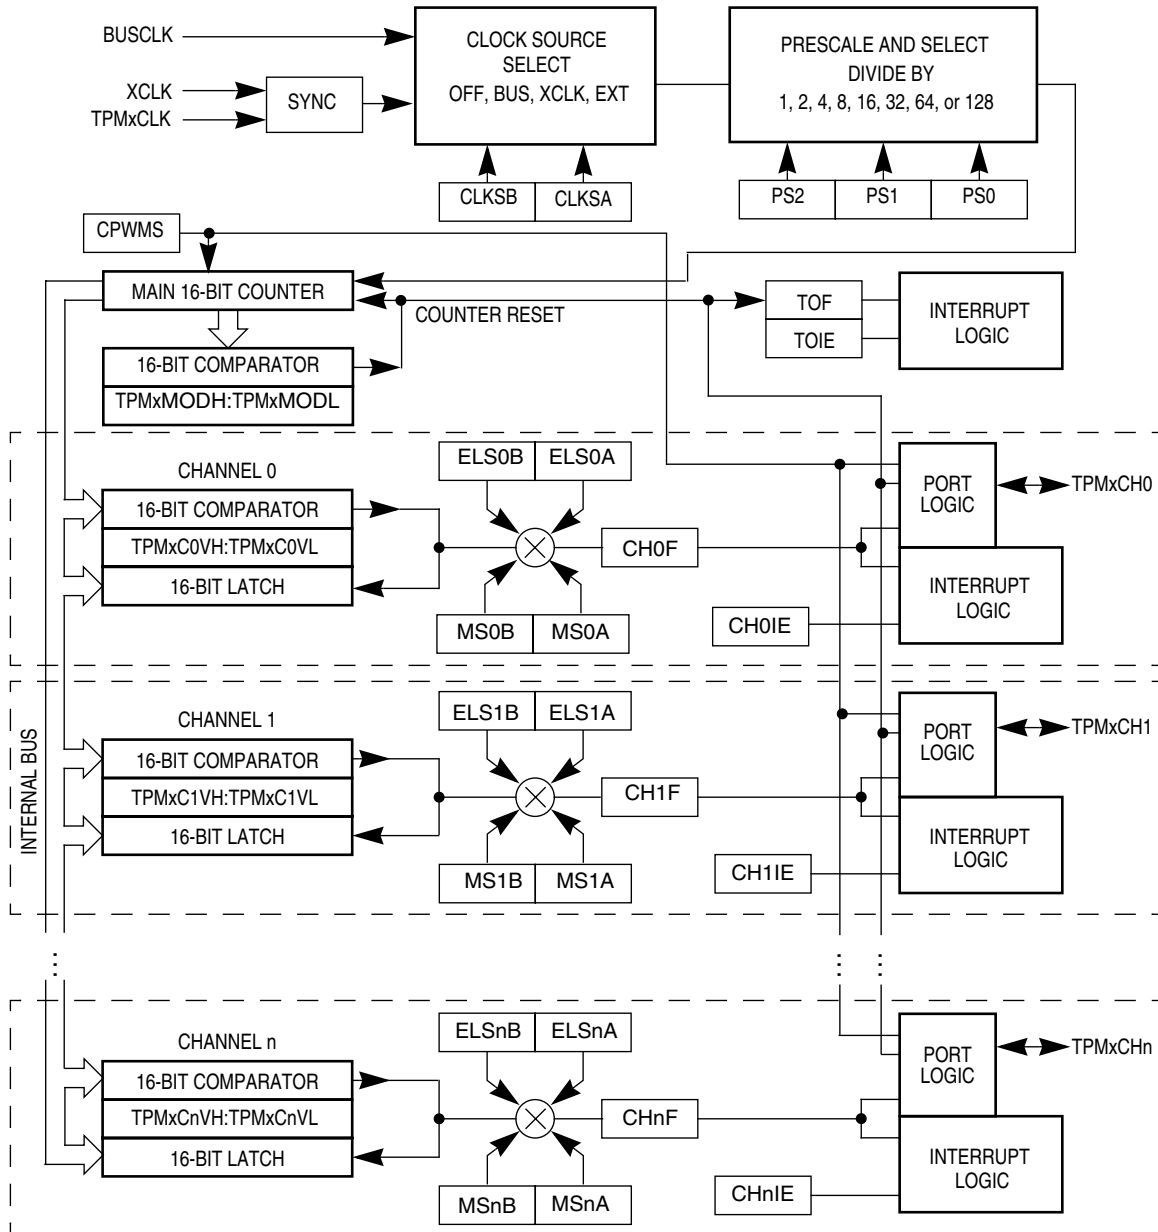 BUSCLK
XCLK
TPMxCLK
SYNC
CLOCK SOURCE
SELECT
OFF, BUS, XCLK, EXT
PRESCALE AND SELECT
DIVIDE BY
1, 2, 4, 8, 16, 32, 64, or 128
CLKSB
CLKSA
PS2
PS1
PS0
CPWMS
MAIN 16-BIT COUNTER
COUNTER RESET
TOF
TOIE
INTERRUPT
LOGIC
16-BIT COMPARATOR
TPMxMODH:TPMxMODL
INTERNAL BUS
CHANNEL 0
16-BIT COMPARATOR
TPMxC0VH:TPMxC0VL
16-BIT LATCH
ELS0B
ELS0A
MS0B
MS0A
CH0F
CH0IE
PORT
LOGIC
INTERRUPT
LOGIC
TPMxCH0
CHANNEL 1
16-BIT COMPARATOR
TPMxC1VH:TPMxC1VL
16-BIT LATCH
ELS1B
ELS1A
MS1B
MS1A
CH1F
CH1IE
PORT
LOGIC
INTERRUPT
LOGIC
TPMxCH1
...
...
...
CHANNEL n
16-BIT COMPARATOR
TPMxCnVH:TPMxCnVL
16-BIT LATCH
ELSnB
ELSnA
MSnB
MSnA
CHnF
CHnIE
PORT
LOGIC
INTERRUPT
LOGIC
TPMxCHn